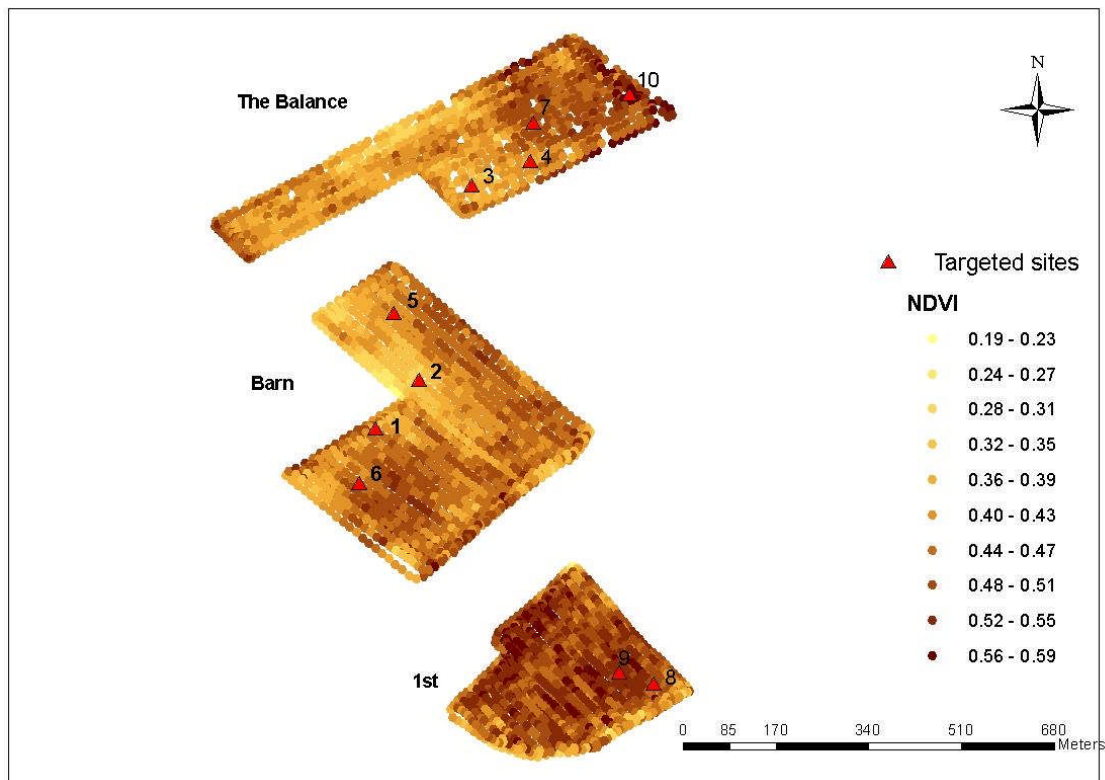 N
The Balance
10
7
4
3
Targeted sites
NDVI
0.19 - 0.23
0.24 - 0.27
0.28 - 0.31
0.32 - 0.35
0.36 - 0.39
0.40 - 0.43
0.44 - 0.47
0.48 - 0.51
0.52 - 0.55
0.56 - 0.59
5
2
Barn
1
6
9
8
1st
0 85 170 340 510 680
Meters